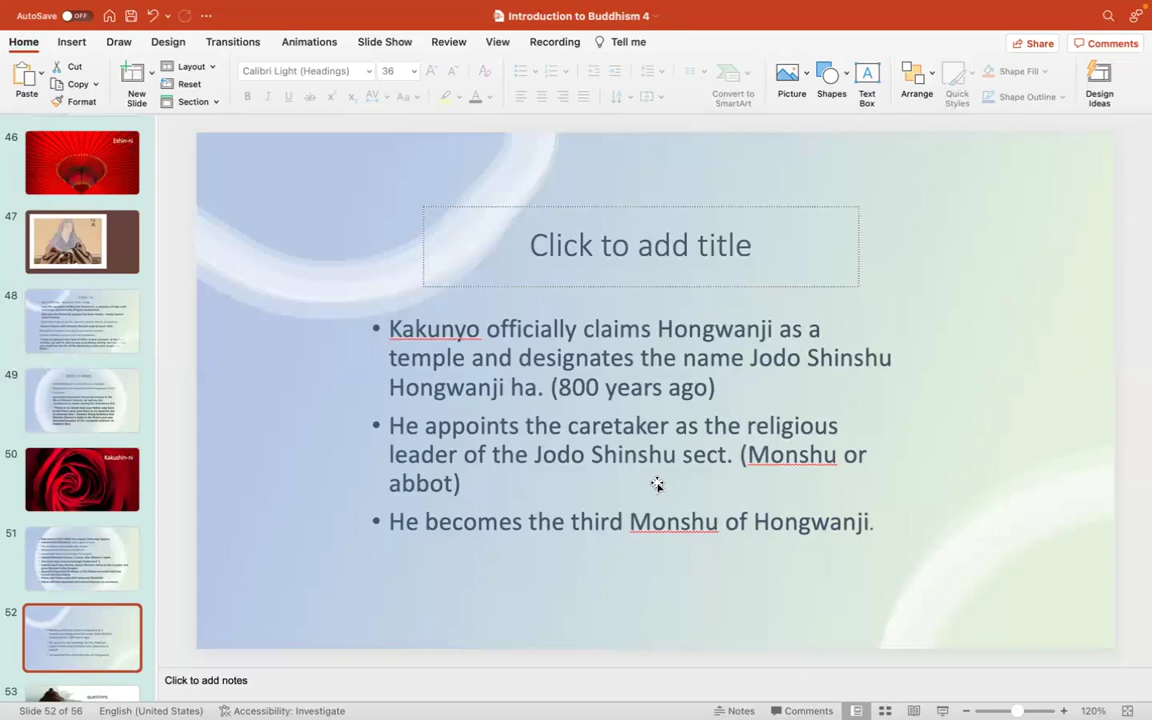 AutoSave OFF Introduction to Buddhism 4
Home Insert Draw Design Transitions Animations Slide Show Review View Recording Tell me Share Comments
Paste Cut Copy Format New Slide Layout Reset Section Calibri Light (Headings) 36 Convert to SmartArt Picture Shapes Text Box Arrange Quick Styles Shape Fill Shape Outline Design Ideas
46 Eshin-ni
47
48
49
50 Kakushin-ni
51
52
53 questions
Click to add title
• Kakunyo officially claims Hongwanji as a
temple and designates the name Jodo Shinshu
Hongwanji ha. (800 years ago)
• He appoints the caretaker as the religious
leader of the Jodo Shinshu sect. (Monshu or
abbot)
• He becomes the third Monshu of Hongwanji.
Click to add notes
Slide 52 of 56 English (United States) Accessibility: Investigate Notes Comments 120%